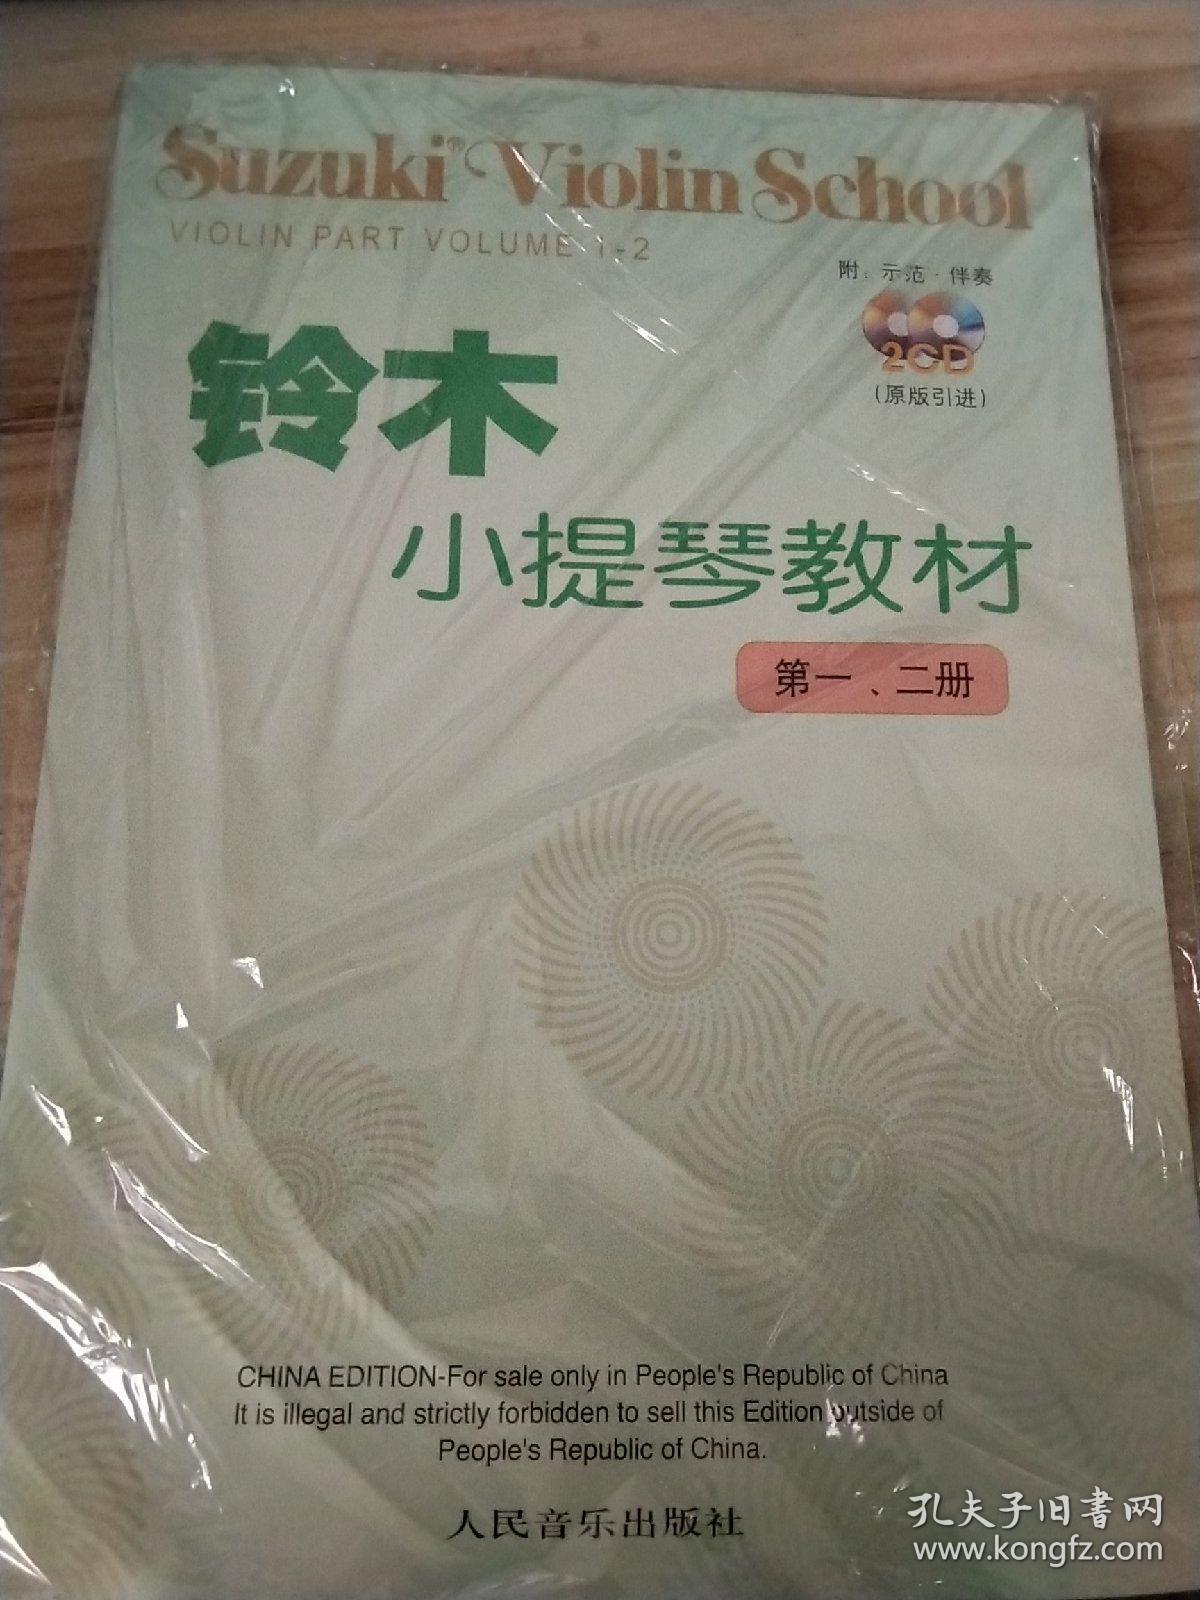 Suzuki® Violin School
VIOLIN PART VOLUME 1-2
附：示范·伴奏
2CD
（原版引进）
铃木
小提琴教材
第一、二册
CHINA EDITION-For sale only in People's Republic of China
It is illegal and strictly forbidden to sell this Edition outside of
People's Republic of China.
人民音乐出版社
孔夫子旧书网
www.kongfz.com